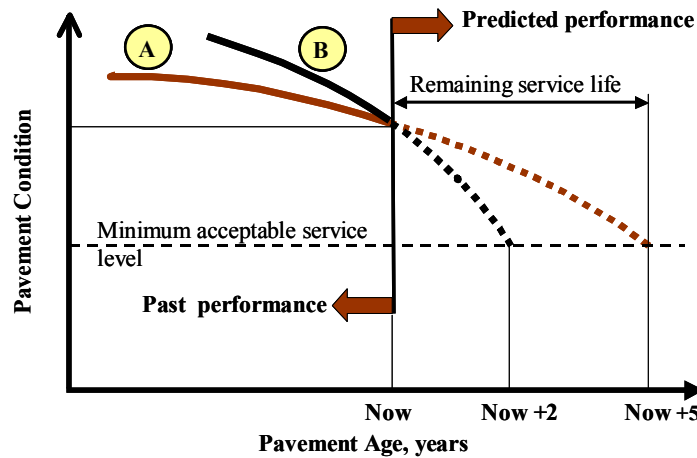 Predicted performance
A
B
Remaining service life
Pavement Condition
Minimum acceptable service
level
Past performance
Now
Now +2
Now +5
Pavement Age, years